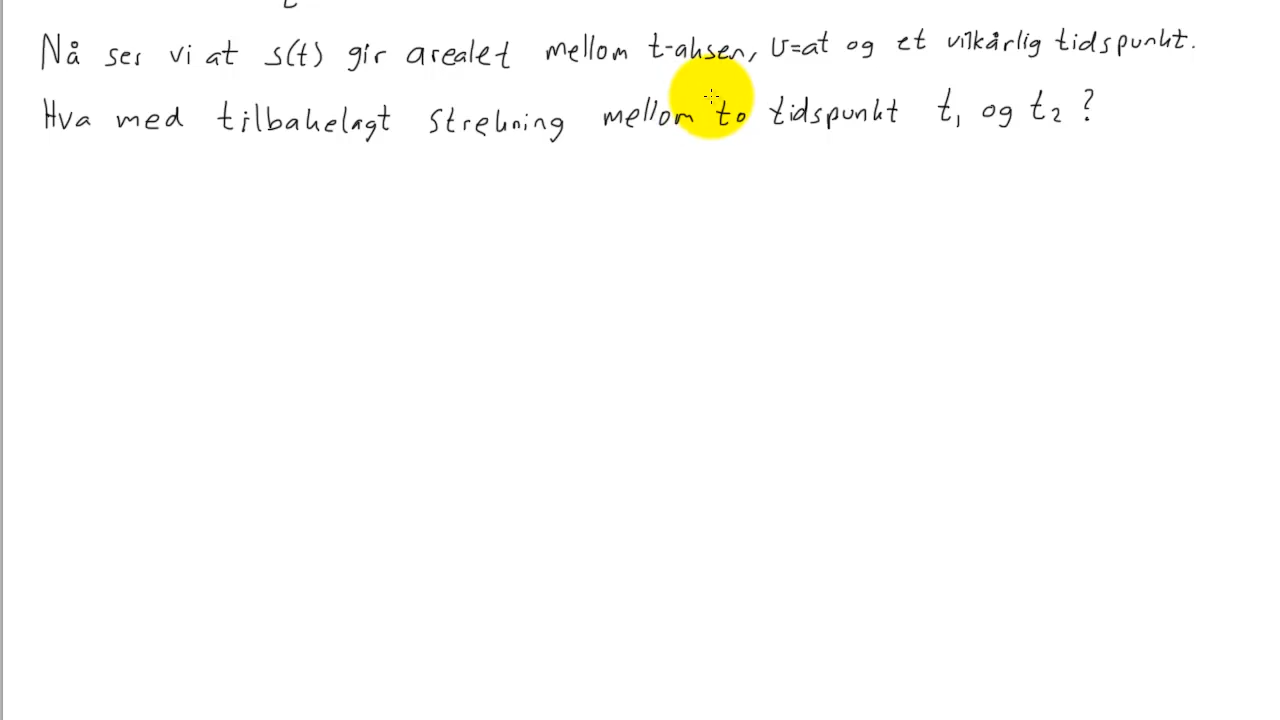 Nå ser vi at s(t) gir arealet mellom t-aksen, v=at og et vilkårlig tidspunkt.
Hva med tilbakelagt strekning mellom to tidspunkt t₁ og t₂ ?